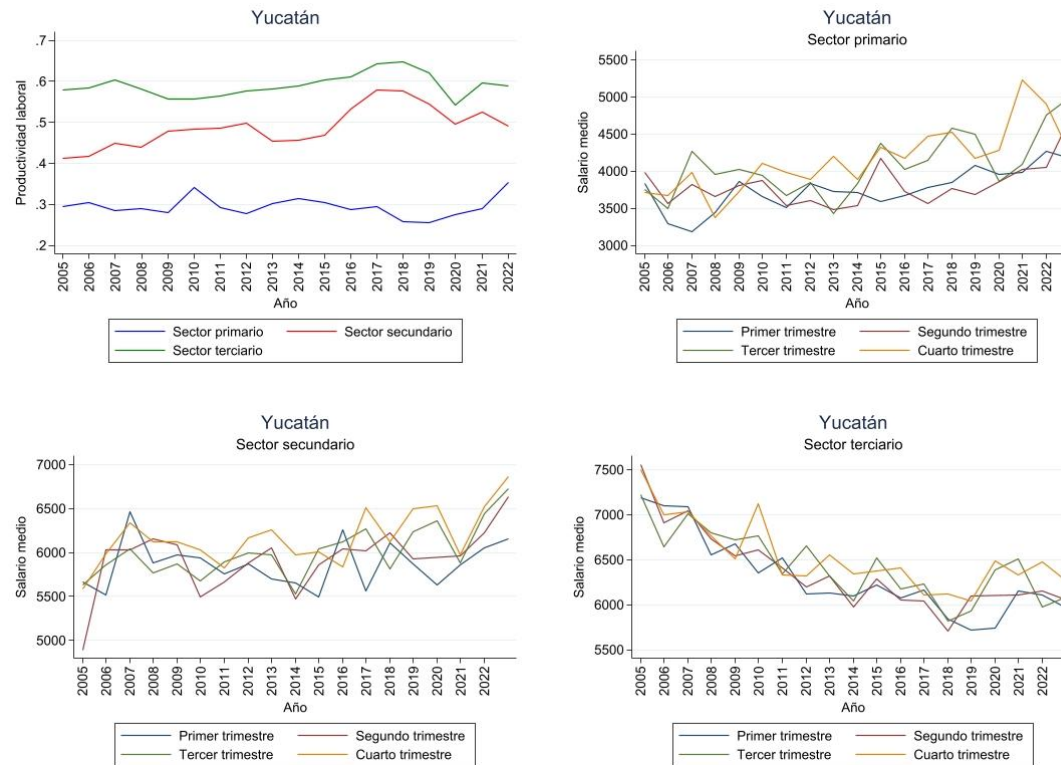 Yucatán
.7
.6
.5
.4
.3
.2
Productividad laboral
2005 2006 2007 2008 2009 2010 2011 2012 2013 2014 2015 2016 2017 2018 2019 2020 2021 2022
Año
Sector primario Sector secundario
Sector terciario
Yucatán
Sector primario
5500
5000
4500
4000
3500
3000
Salario medio
2005 2006 2007 2008 2009 2010 2011 2012 2013 2014 2015 2016 2017 2018 2019 2020 2021 2022
Año
Primer trimestre Segundo trimestre
Tercer trimestre Cuarto trimestre
Yucatán
Sector secundario
7000
6500
6000
5500
5000
Salario medio
2005 2006 2007 2008 2009 2010 2011 2012 2013 2014 2015 2016 2017 2018 2019 2020 2021 2022
Año
Primer trimestre Segundo trimestre
Tercer trimestre Cuarto trimestre
Yucatán
Sector terciario
7500
7000
6500
6000
5500
Salario medio
2005 2006 2007 2008 2009 2010 2011 2012 2013 2014 2015 2016 2017 2018 2019 2020 2021 2022
Año
Primer trimestre Segundo trimestre
Tercer trimestre Cuarto trimestre